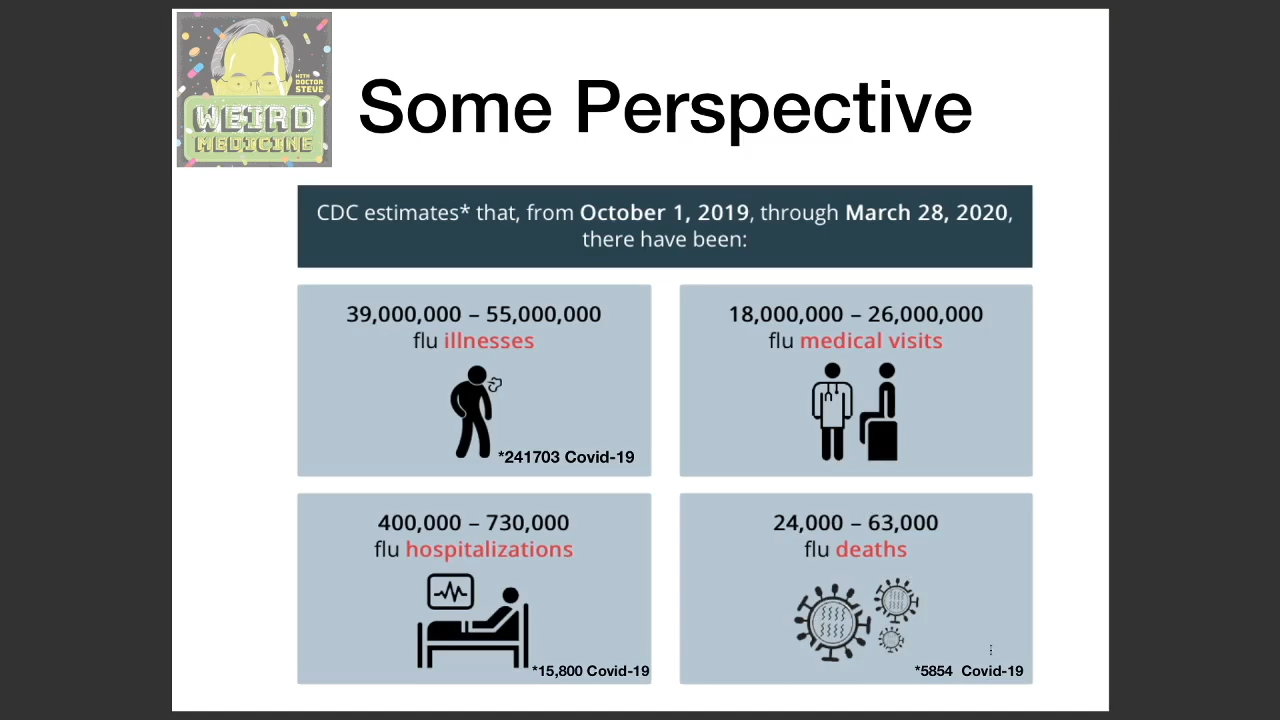 WITH
DOCTOR
STEVE
WEIRD
MEDICINE
Some Perspective
CDC estimates* that, from October 1, 2019, through March 28, 2020,
there have been:
39,000,000 – 55,000,000
flu illnesses
*241703 Covid-19
18,000,000 – 26,000,000
flu medical visits
400,000 – 730,000
flu hospitalizations
*15,800 Covid-19
24,000 – 63,000
flu deaths
*5854 Covid-19